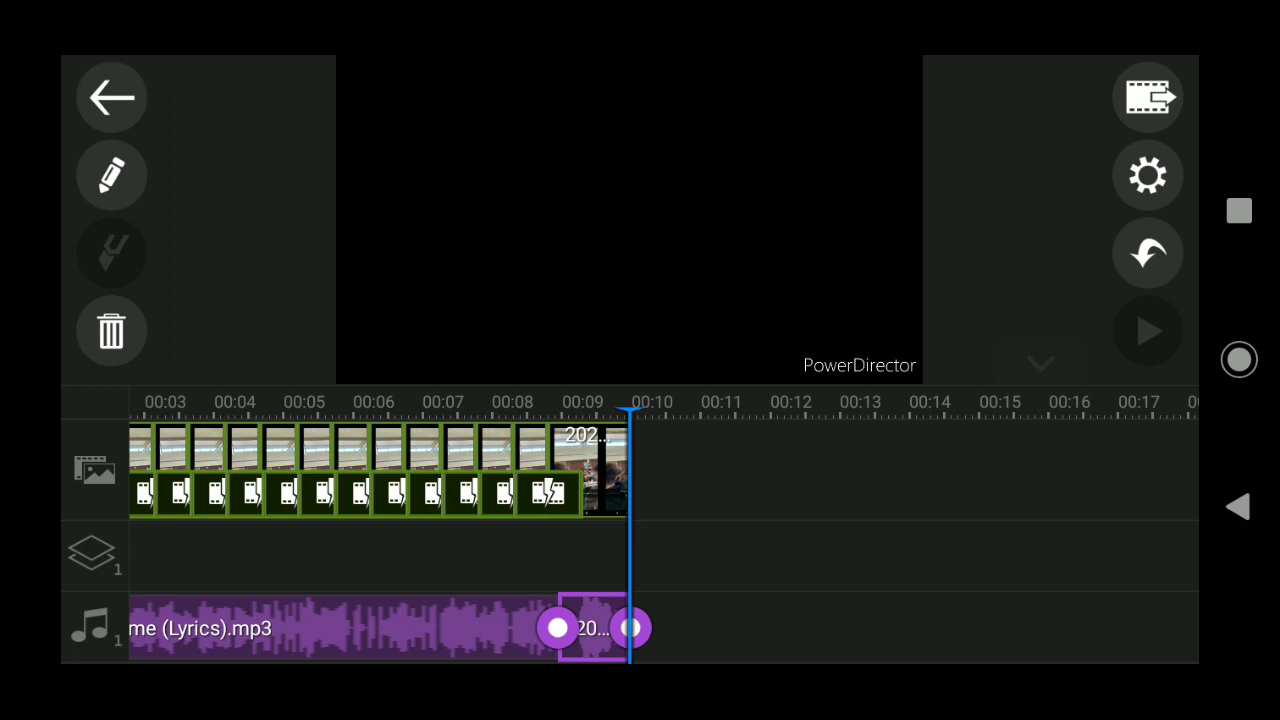 PowerDirector
00:03 00:04 00:05 00:06 00:07 00:08 00:09 00:10 00:11 00:12 00:13 00:14 00:15 00:16 00:17
202...
1
me (Lyrics).mp3 20...
1